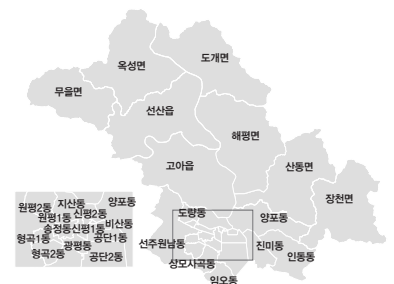 도개면
옥성면
무을면
선산읍
해평면
고아읍
산동면
장천면
양포동
지산동
원평2동
신평2동
원평1동
비산동
송정동신평1동
공단1동
형곡1동
광평동
형곡2동
공단2동
도량동
양포동
선주원남동
진미동
인동동
상모사곡동
임오동